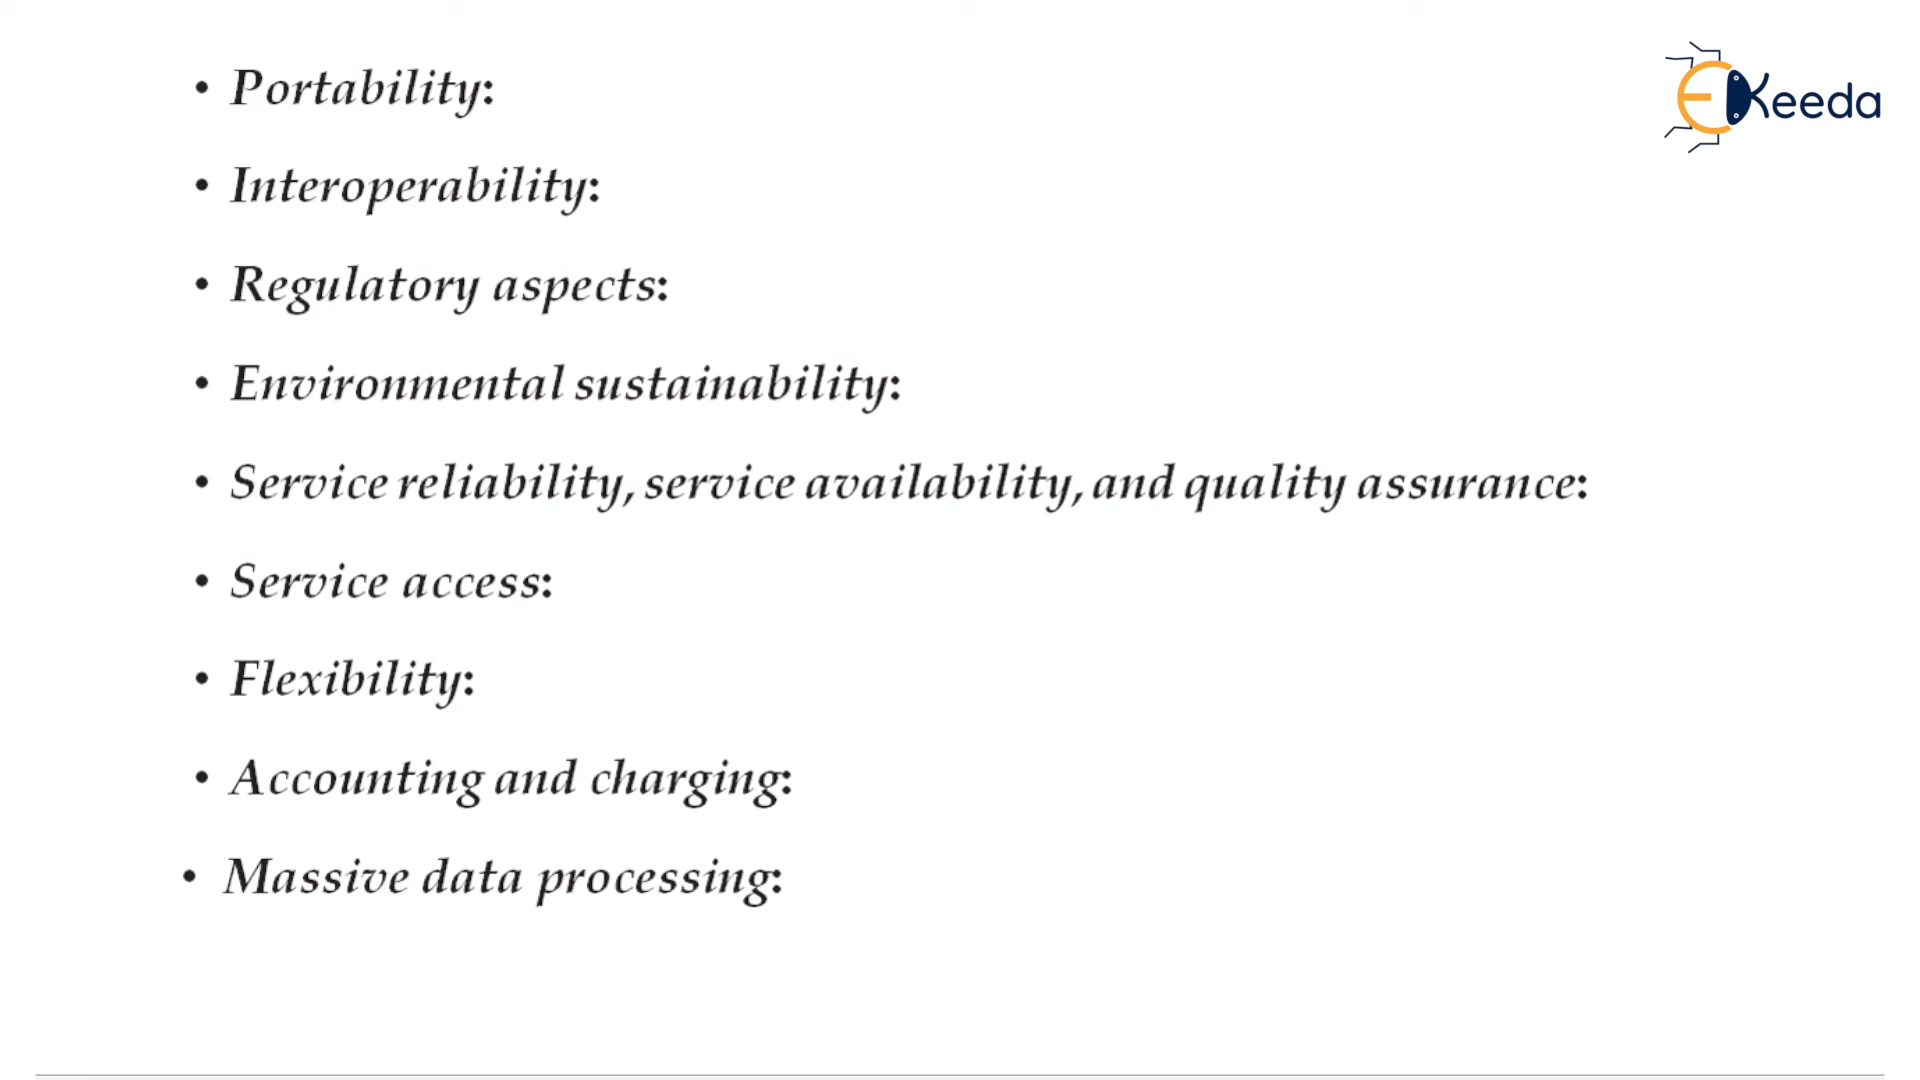 • Portability:
EKeeda
• Interoperability:
• Regulatory aspects:
• Environmental sustainability:
• Service reliability, service availability, and quality assurance:
• Service access:
• Flexibility:
• Accounting and charging:
• Massive data processing: